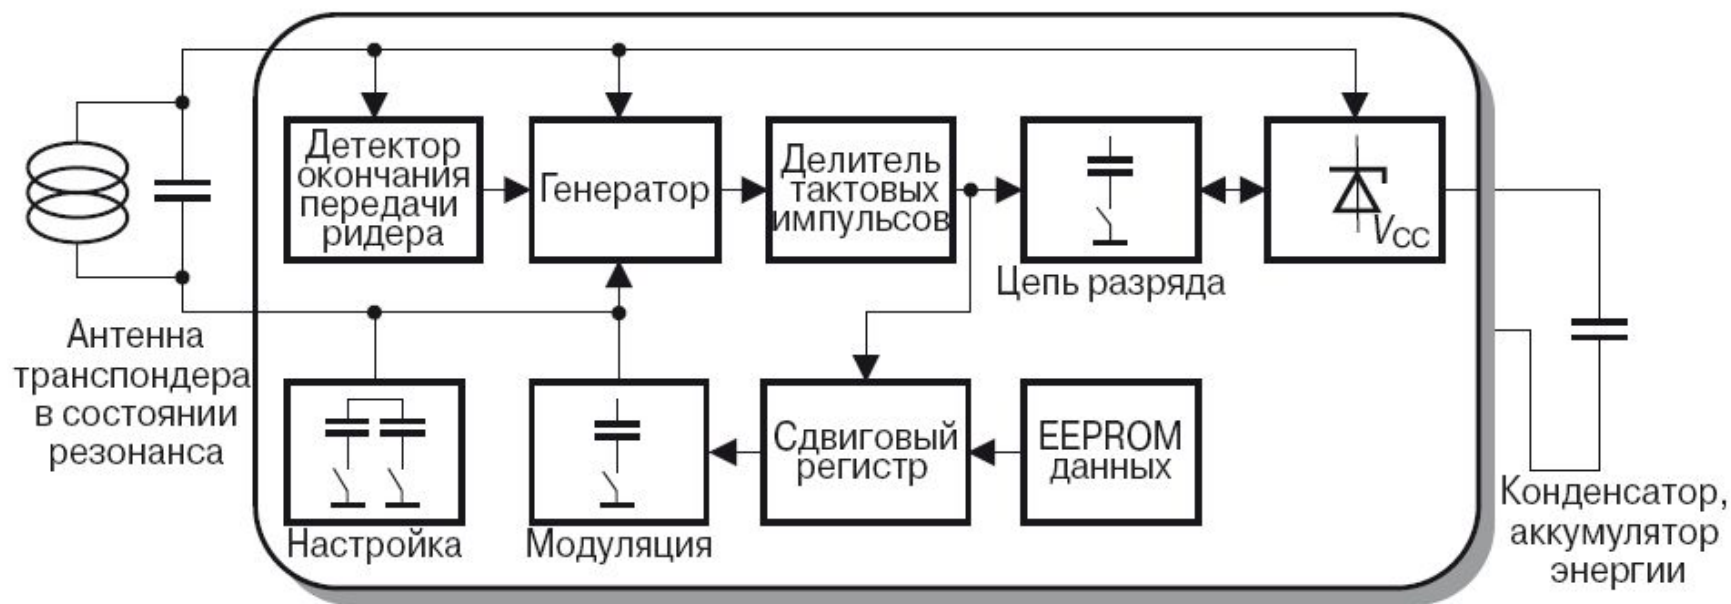 Детектор
окончания
передачи
ридера
Генератор
Делитель
тактовых
импульсов
VCC
Цепь разряда
Антенна
транспондера
в состоянии
резонанса
Сдвиговый
регистр
EEPROM
данных
Настройка
Модуляция
Конденсатор,
аккумулятор
энергии